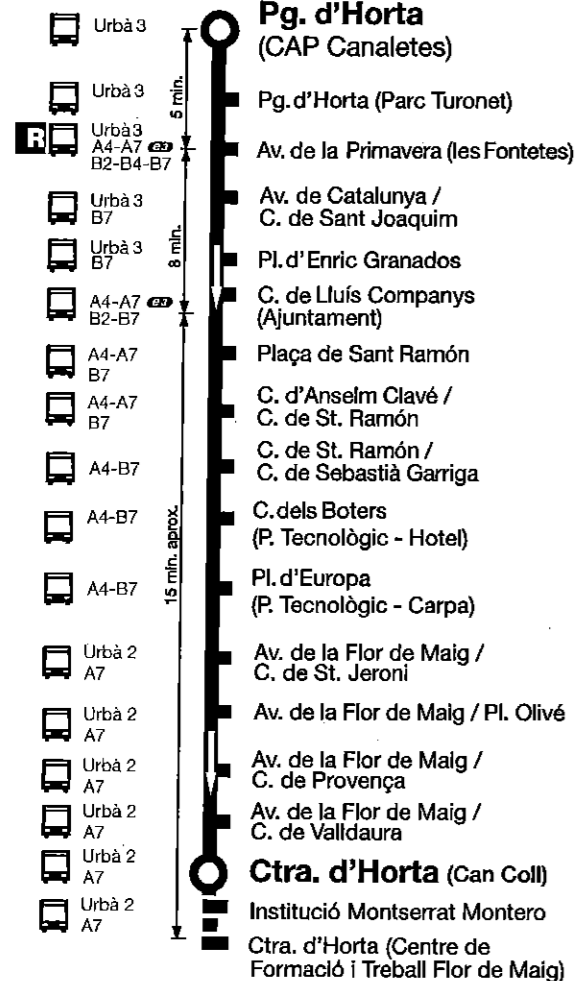 Pg. d'Horta
Urbà 3
(CAP Canaletes)
5 min.
Urbà 3
Pg. d'Horta (Parc Turonet)
R
Urbà 3
A4-A7 e3
B2-B4-B7
Av. de la Primavera (les Fontetes)
8 min.
Urbà 3
B7
Av. de Catalunya /
C. de Sant Joaquim
Urbà 3
B7
Pl. d'Enric Granados
A4-A7 e3
B2-B7
C. de Lluís Companys
(Ajuntament)
A4-A7
B7
Plaça de Sant Ramón
A4-A7
B7
C. d'Anselm Clavé /
C. de St. Ramón
A4-B7
C. de St. Ramón /
C. de Sebastià Garriga
15 min. aprox.
A4-B7
C. dels Boters
(P. Tecnològic - Hotel)
A4-B7
Pl. d'Europa
(P. Tecnològic - Carpa)
Urbà 2
A7
Av. de la Flor de Maig /
C. de St. Jeroni
Urbà 2
A7
Av. de la Flor de Maig / Pl. Olivé
Urbà 2
A7
Av. de la Flor de Maig /
C. de Provença
Urbà 2
A7
Av. de la Flor de Maig /
C. de Valldaura
Urbà 2
A7
Ctra. d'Horta (Can Coll)
Urbà 2
A7
Institució Montserrat Montero
Ctra. d'Horta (Centre de
Formació i Treball Flor de Maig)